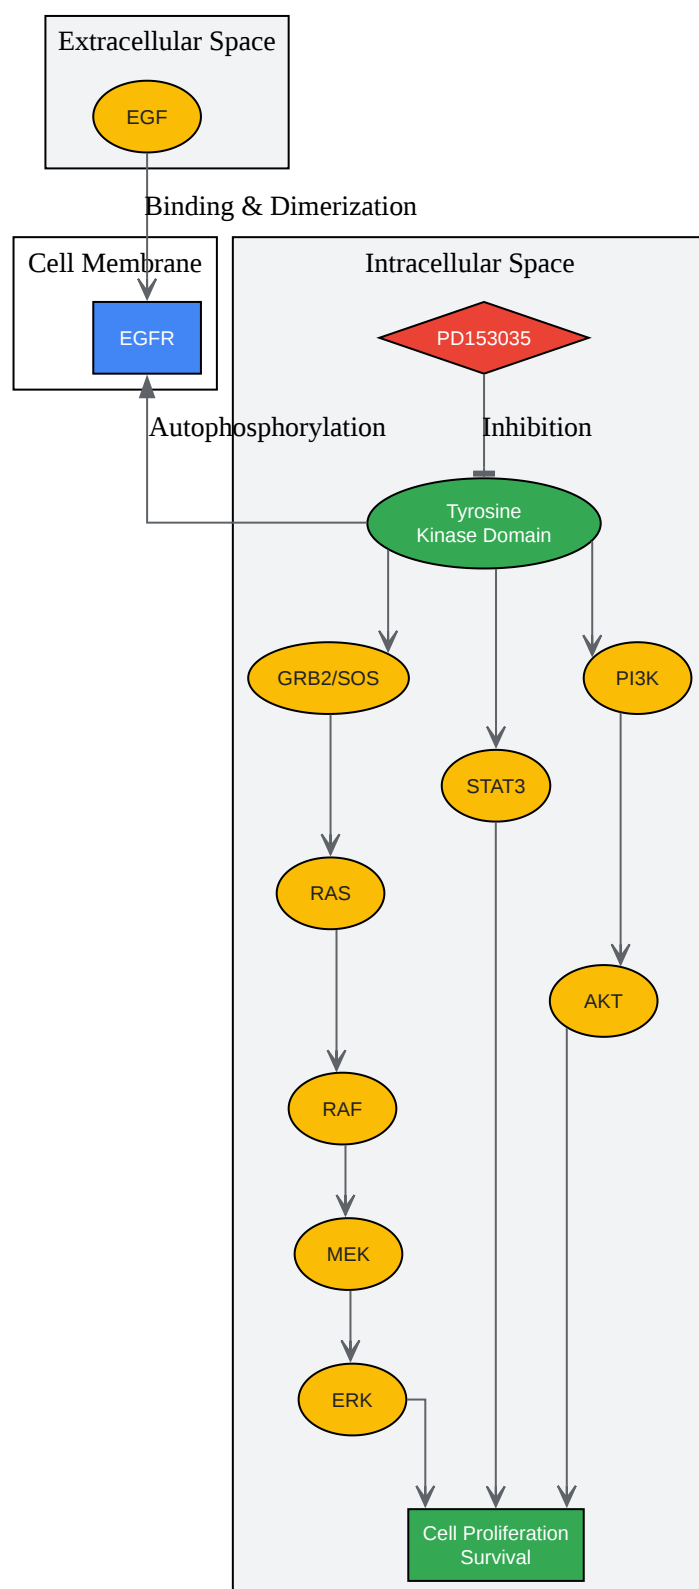 Extracellular Space
EGF
Binding & Dimerization
Cell Membrane
Intracellular Space
EGFR
PD153035
Autophosphorylation
Inhibition
Tyrosine
Kinase Domain
GRB2/SOS
PI3K
STAT3
RAS
AKT
RAF
MEK
ERK
Cell Proliferation
Survival